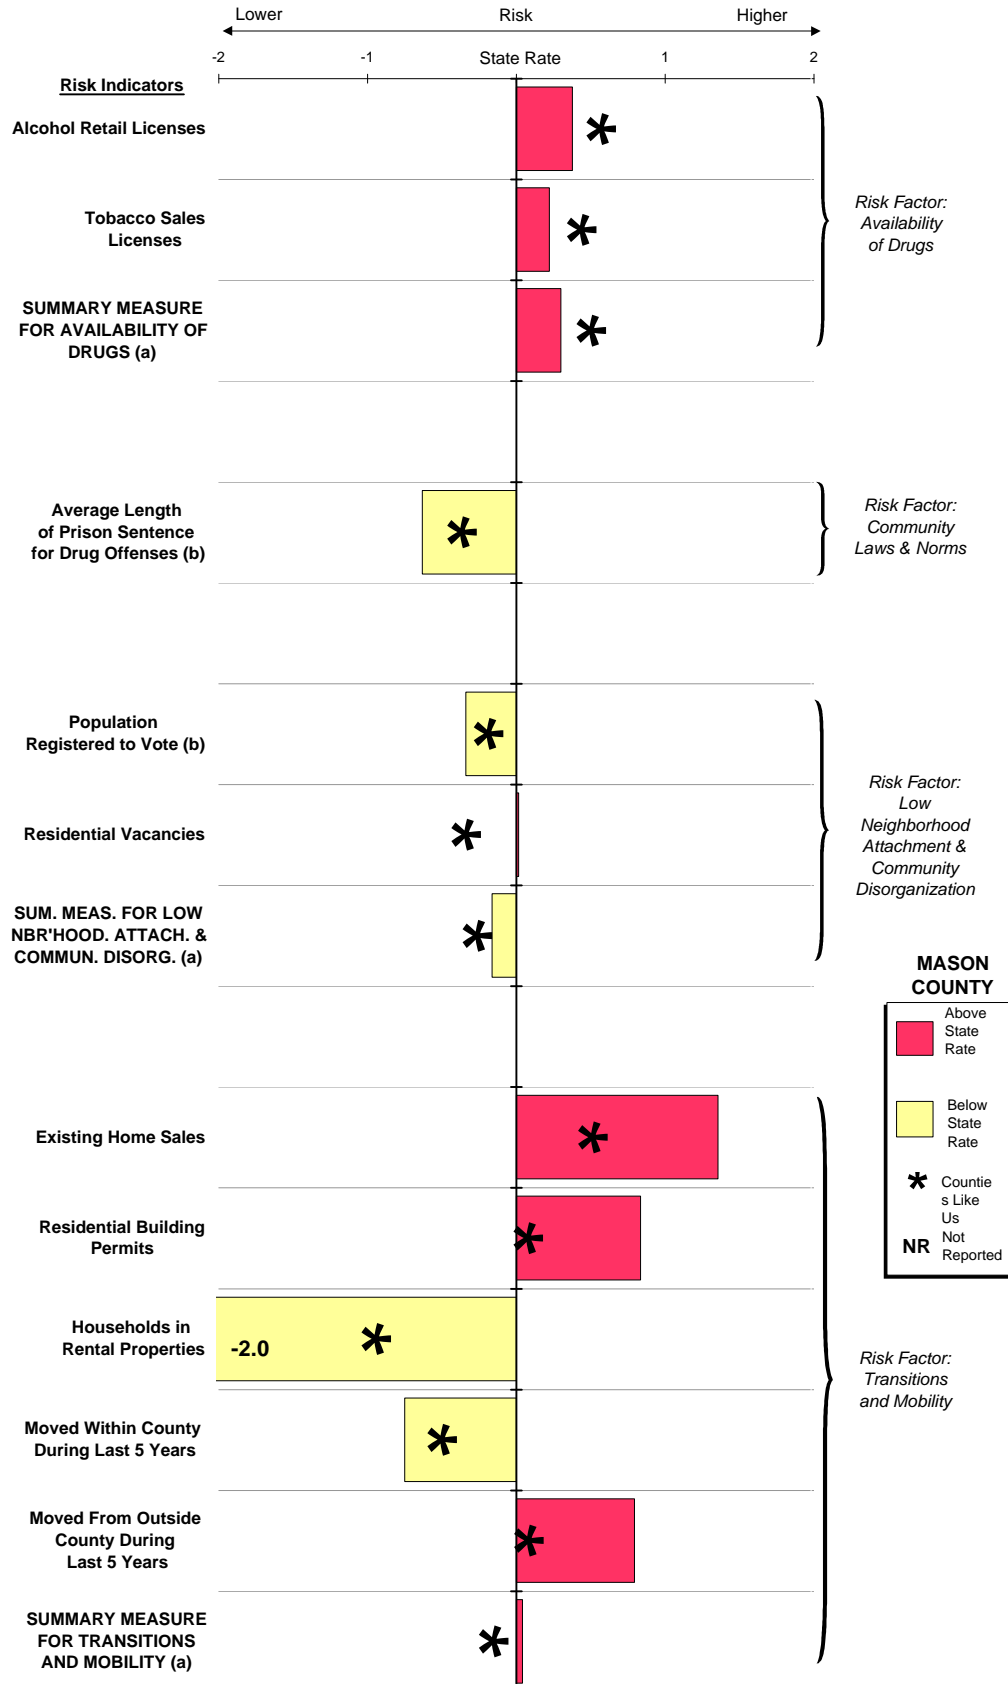 Lower
Risk
Higher
-2
-1
State Rate
1
2
Risk Indicators
Alcohol Retail Licenses
Tobacco Sales
Licenses
SUMMARY MEASURE
FOR AVAILABILITY OF
DRUGS (a)
Risk Factor:
Availability
of Drugs
Average Length
of Prison Sentence
for Drug Offenses (b)
Risk Factor:
Community
Laws & Norms
Population
Registered to Vote (b)
Residential Vacancies
SUM. MEAS. FOR LOW
NBR'HOOD. ATTACH. &
COMMUN. DISORG. (a)
Risk Factor:
Low
Neighborhood
Attachment &
Community
Disorganization
MASON
COUNTY
Above
State
Rate
Below
State
Rate
* Countie
s Like
Us
NR Not
Reported
Existing Home Sales
Residential Building
Permits
Households in
Rental Properties
-2.0
Moved Within County
During Last 5 Years
Moved From Outside
County During
Last 5 Years
SUMMARY MEASURE
FOR TRANSITIONS
AND MOBILITY (a)
Risk Factor:
Transitions
and Mobility